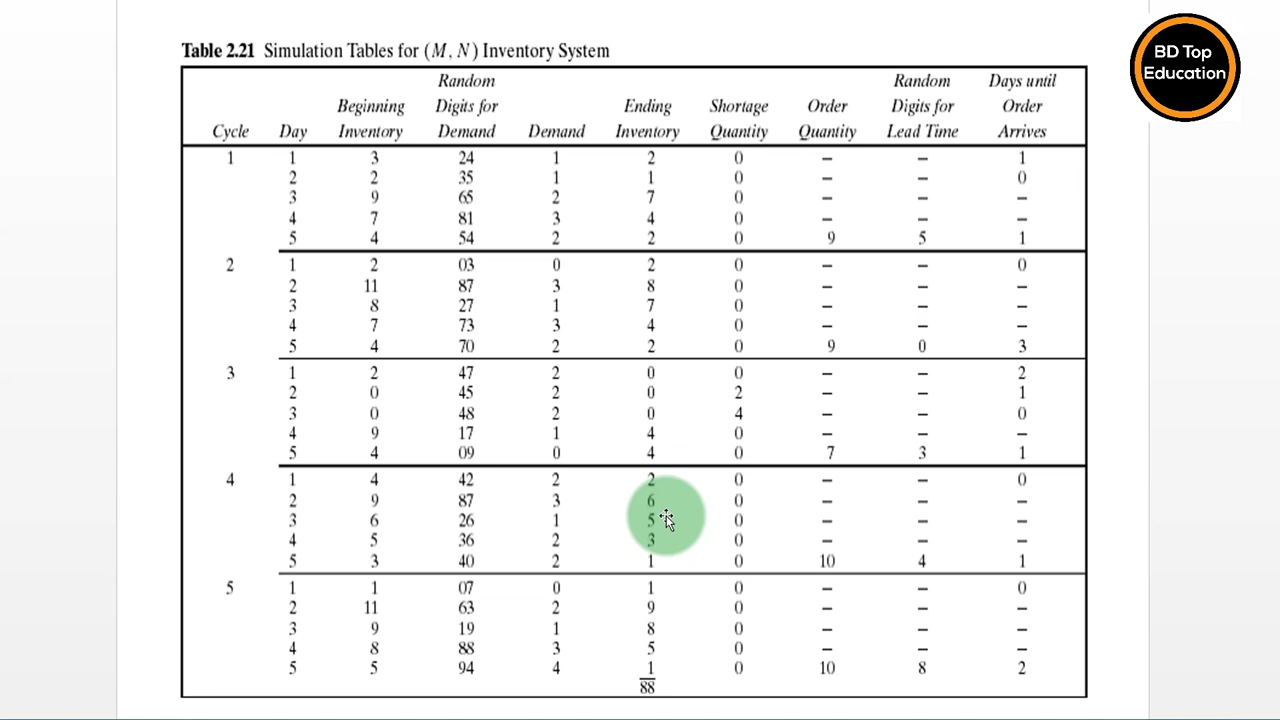 BD Top
Education
Table 2.21 Simulation Tables for (M, N) Inventory System
Random Random Days until
Beginning Digits for Ending Shortage Order Digits for Order
Cycle Day Inventory Demand Demand Inventory Quantity Quantity Lead Time Arrives
1 1 3 24 1 2 0 – – 1
2 2 35 1 1 0 – – 0
3 9 65 2 7 0 – – –
4 7 81 3 4 0 – – –
5 4 54 2 2 0 9 5 1
2 1 2 03 0 2 0 – – 0
2 11 87 3 8 0 – – –
3 8 27 1 7 0 – – –
4 7 73 3 4 0 – – –
5 4 70 2 2 0 9 0 3
3 1 2 47 2 0 0 – – 2
2 0 45 2 0 2 – – 1
3 0 48 2 0 4 – – 0
4 9 17 1 4 0 – – –
5 4 09 0 4 0 7 3 1
4 1 4 42 2 2 0 – – 0
2 9 87 3 6 0 – – –
3 6 26 1 5 0 – – –
4 5 36 2 3 0 – – –
5 3 40 2 1 0 10 4 1
5 1 1 07 0 1 0 – – 0
2 11 63 2 9 0 – – –
3 9 19 1 8 0 – – –
4 8 88 3 5 0 – – –
5 5 94 4 1 0 10 8 2
88